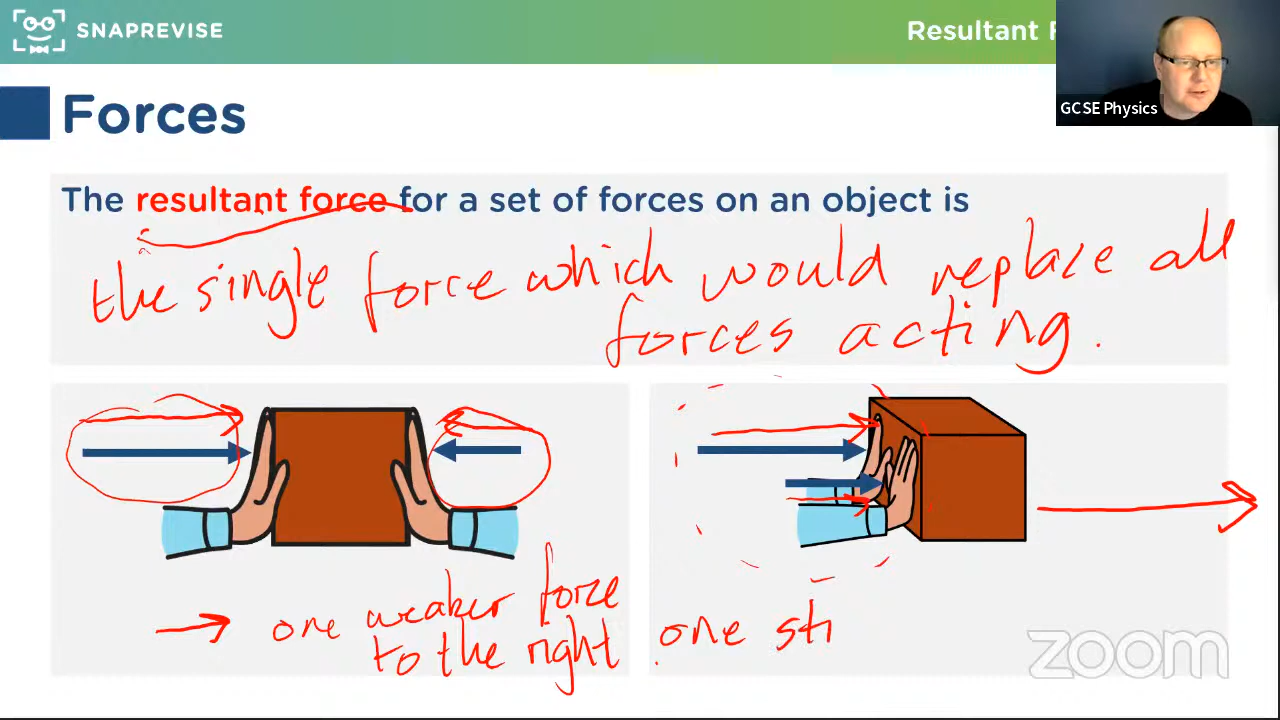 SNAPREVISE
Resultant F
GCSE Physics
Forces
The resultant force for a set of forces on an object is
the single force which would replace all
forces acting.
one weaker force
to the right
one sti
zoom